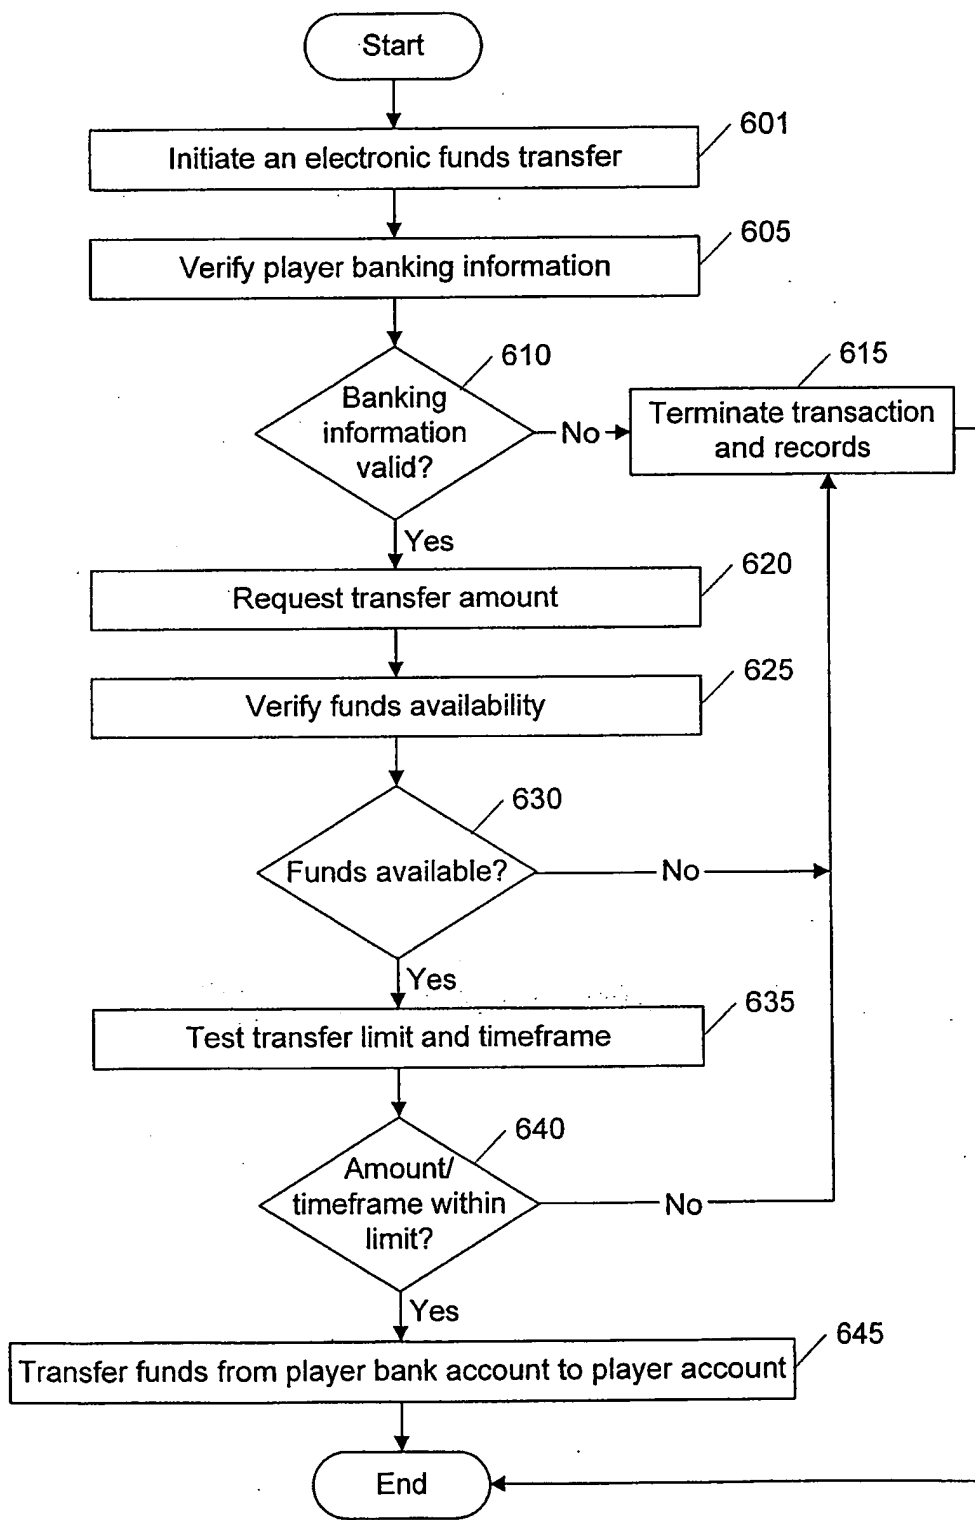 Start
601
Initiate an electronic funds transfer
605
Verify player banking information
610
Banking
information
valid?
No
615
Terminate transaction
and records
Yes
620
Request transfer amount
625
Verify funds availability
630
Funds available?
No
Yes
635
Test transfer limit and timeframe
640
Amount/
timeframe within
limit?
No
Yes
645
Transfer funds from player bank account to player account
End